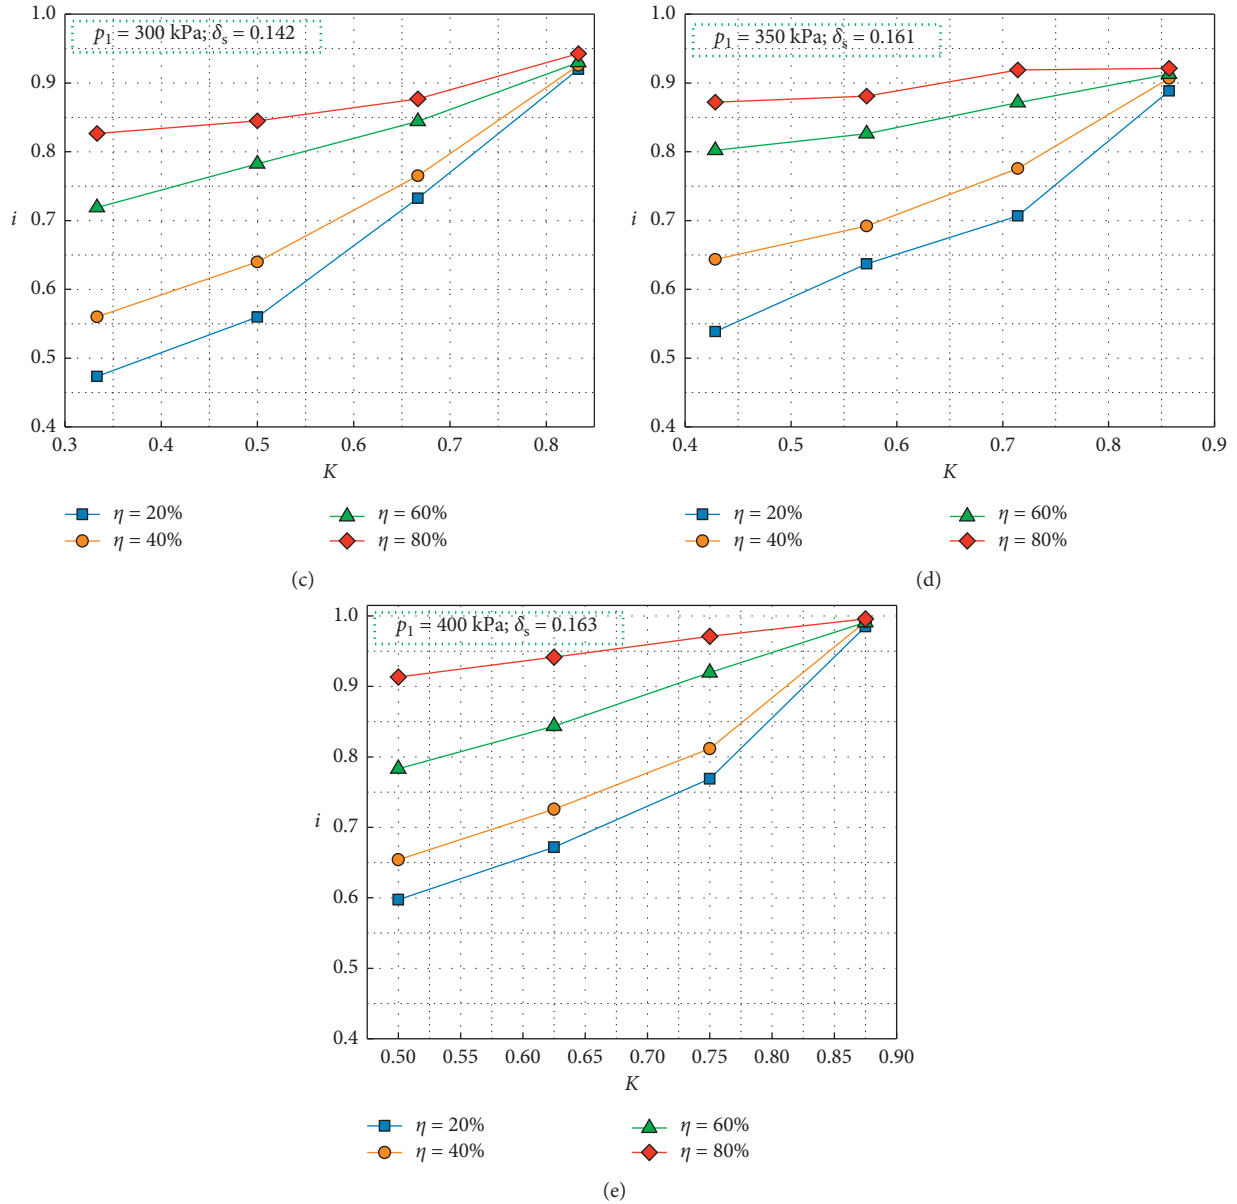 p1 = 300 kPa; δs = 0.142
1.0
0.9
0.8
0.7
0.6
0.5
0.4
i
0.3 0.4 0.5 0.6 0.7 0.8
K
η = 20%
η = 40%
η = 60%
η = 80%
(c)
p1 = 350 kPa; δs = 0.161
1.0
0.9
0.8
0.7
0.6
0.5
0.4
i
0.4 0.5 0.6 0.7 0.8 0.9
K
η = 20%
η = 40%
η = 60%
η = 80%
(d)
p1 = 400 kPa; δs = 0.163
1.0
0.9
0.8
0.7
0.6
0.5
0.4
i
0.50 0.55 0.60 0.65 0.70 0.75 0.80 0.85 0.90
K
η = 20%
η = 40%
η = 60%
η = 80%
(e)